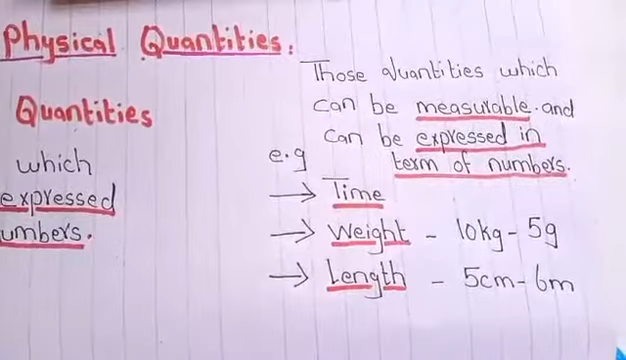 Physical Quantities:
Quantities
which
expressed
umbers.
Those quantities which
can be measurable.and
can be expressed in
term of numbers.
e.g
→ Time
→ Weight - 10kg - 5g
→ Length - 5cm - 6m